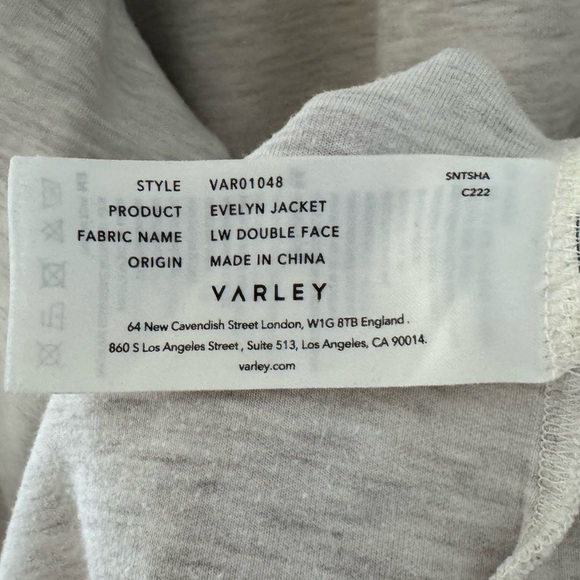 STYLE VAR01048
PRODUCT EVELYN JACKET
FABRIC NAME LW DOUBLE FACE
ORIGIN MADE IN CHINA
SNTSHA
C222
VARLEY
64 New Cavendish Street London, W1G 8TB England.
860 S Los Angeles Street, Suite 513, Los Angeles, CA 90014.
varley.com